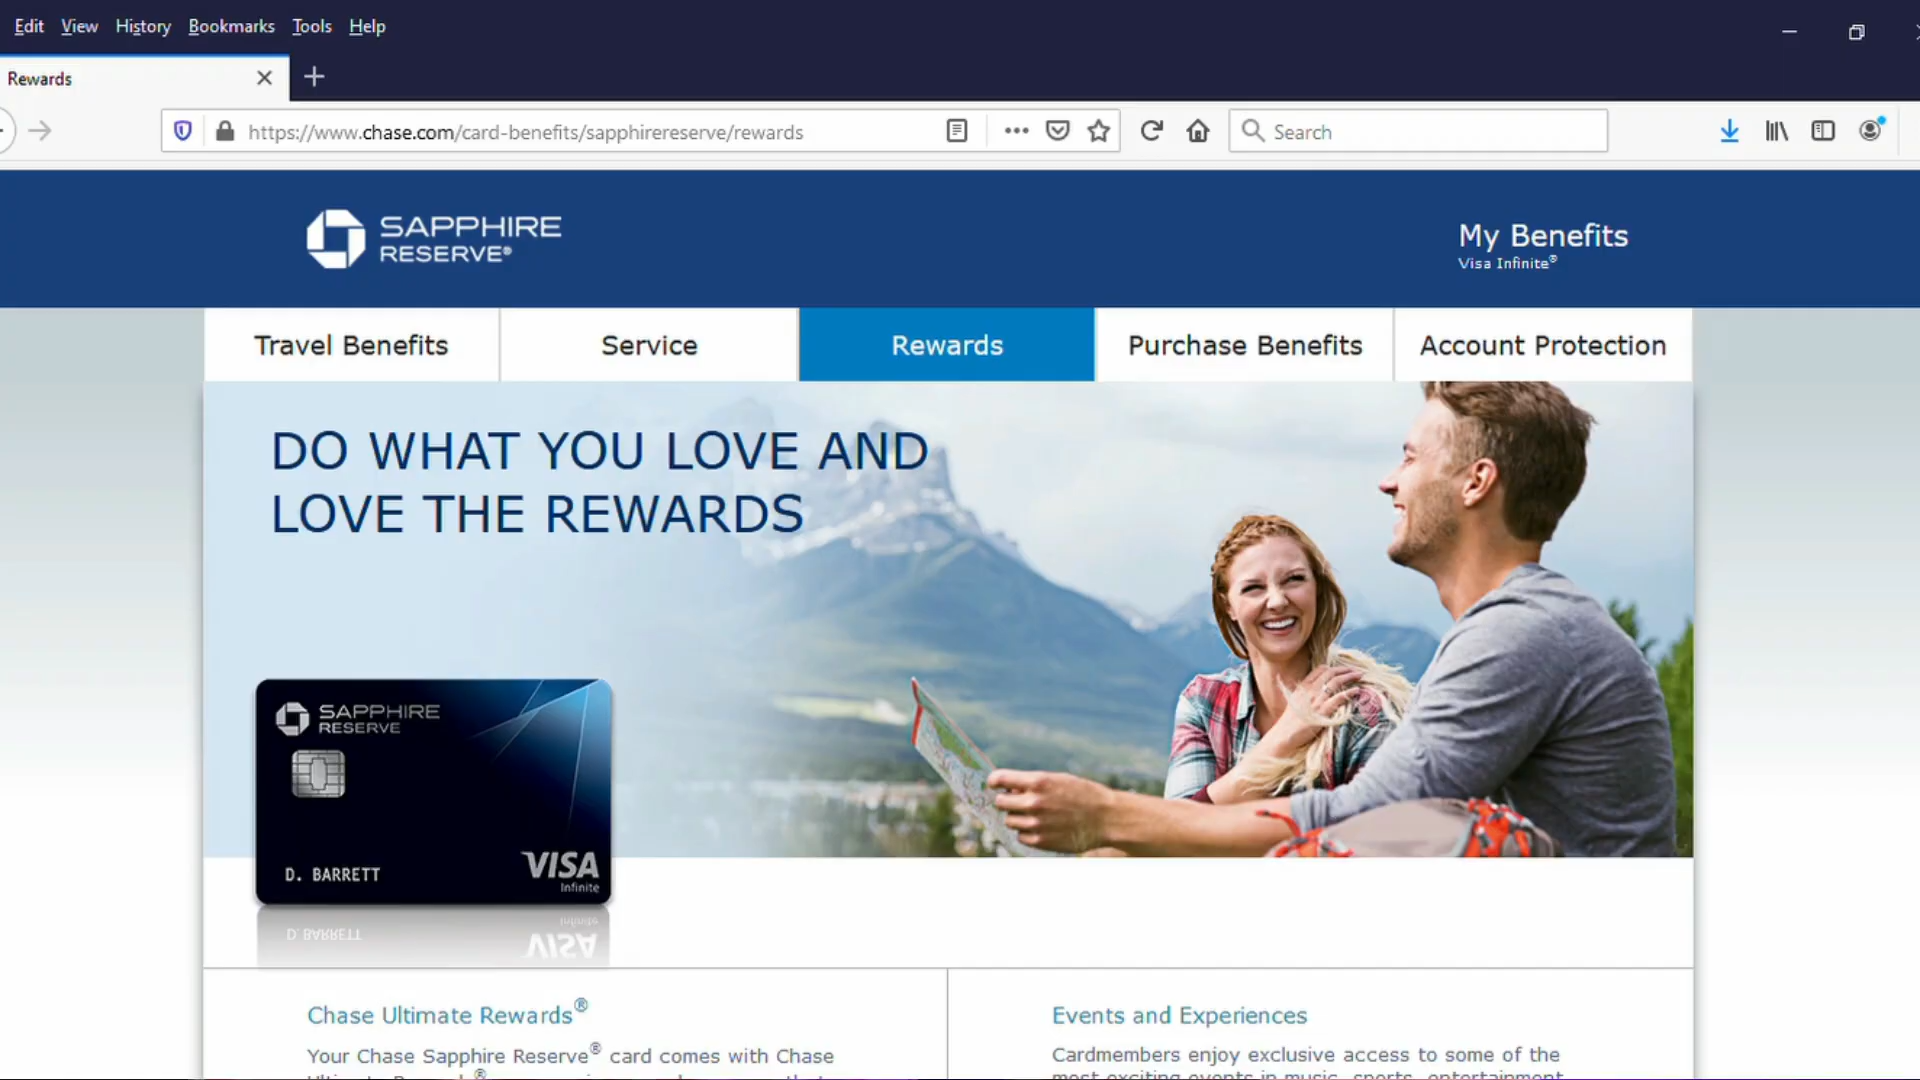 Edit View History Bookmarks Tools Help
Rewards
https://www.chase.com/card-benefits/sapphirereserve/rewards
Search
SAPPHIRE
RESERVE®
My Benefits
Visa Infinite®
Travel Benefits
Service
Rewards
Purchase Benefits
Account Protection
DO WHAT YOU LOVE AND
LOVE THE REWARDS
SAPPHIRE
RESERVE
D. BARRETT
VISA
Infinite
Chase Ultimate Rewards®
Your Chase Sapphire Reserve® card comes with Chase
Events and Experiences
Cardmembers enjoy exclusive access to some of the
most exciting events in music, sports, entertainment